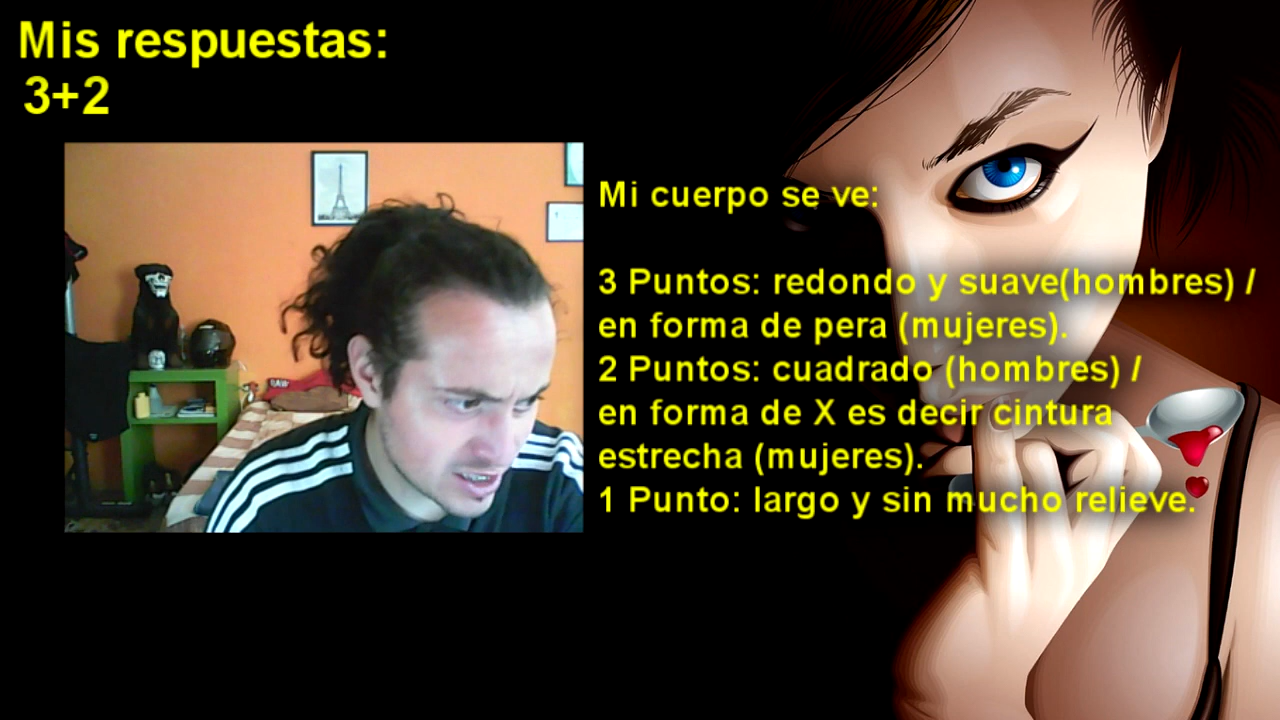 Mis respuestas:
3+2
Mi cuerpo se ve:
3 Puntos: redondo y suave(hombres) /
en forma de pera (mujeres).
2 Puntos: cuadrado (hombres) /
en forma de X es decir cintura
estrecha (mujeres).
1 Punto: largo y sin mucho relieve.
RAW